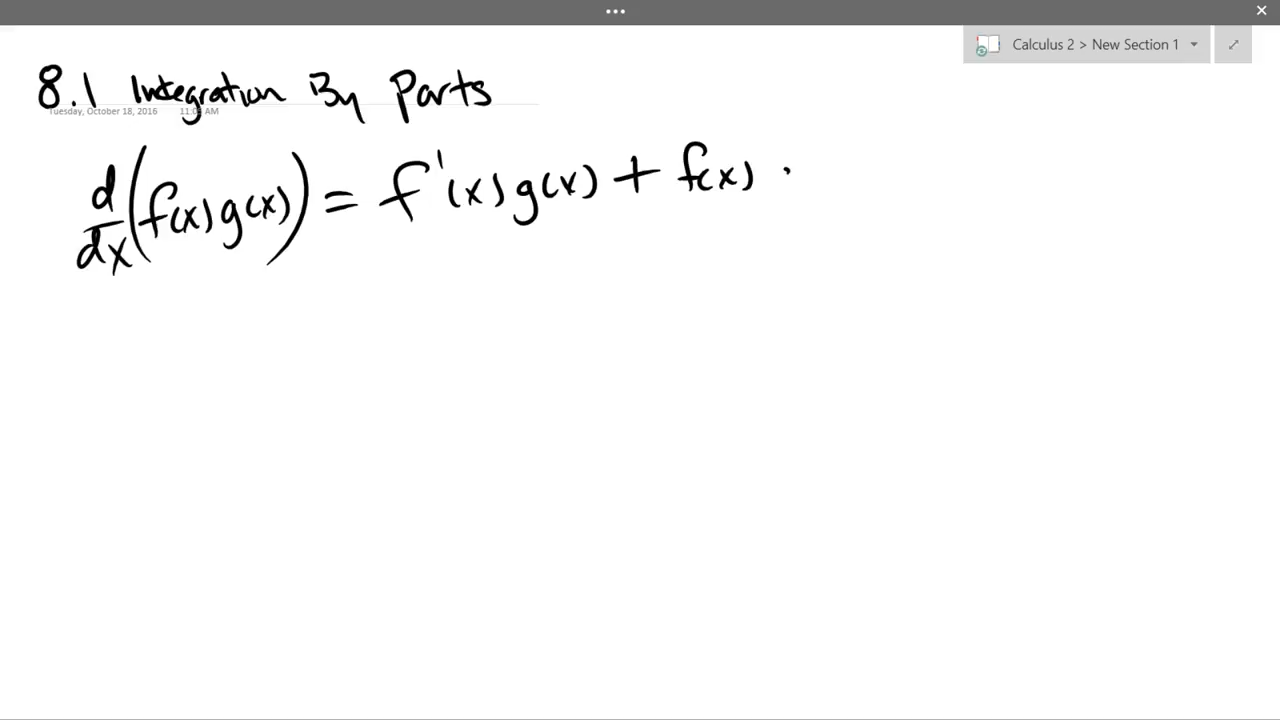 Calculus 2 > New Section 1
8.1 Integration By Parts
Tuesday, October 18, 2016
d/dx (f(x)g(x)) = f'(x)g(x) + f(x) ·